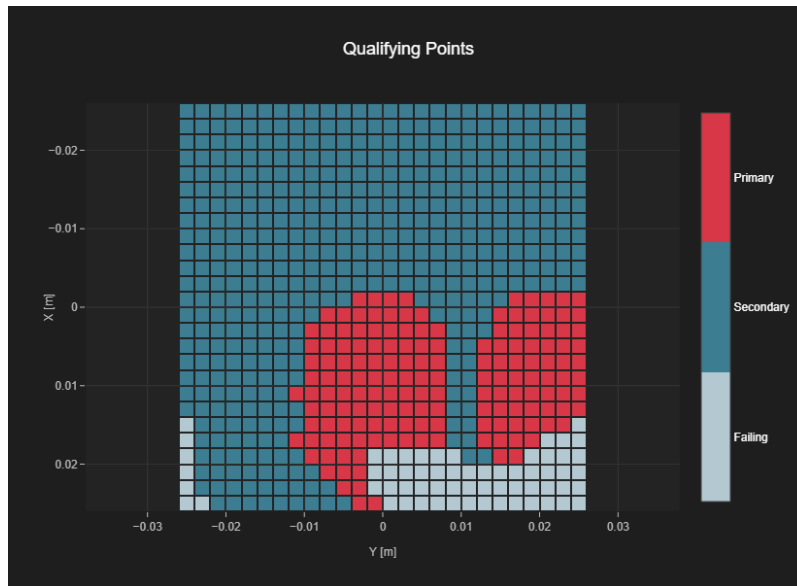 Qualifying Points
−0.02
−0.01
0
0.01
0.02
X [m]
−0.03
−0.02
−0.01
0
0.01
0.02
0.03
Y [m]
Primary
Secondary
Failing